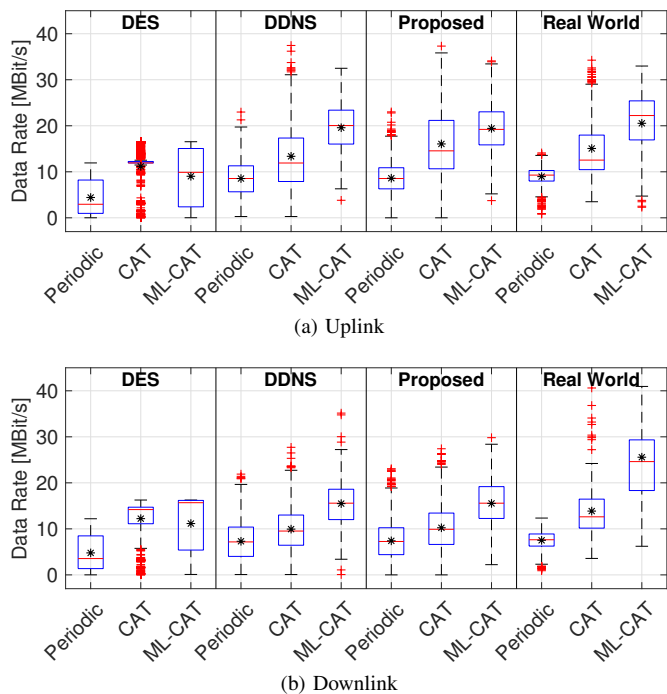 DES DDNS Proposed Real World
Data Rate [MBit/s]
40
30
20
10
0
Periodic CAT ML-CAT Periodic CAT ML-CAT Periodic CAT ML-CAT Periodic CAT ML-CAT
(a) Uplink
DES DDNS Proposed Real World
Data Rate [MBit/s]
40
30
20
10
0
Periodic CAT ML-CAT Periodic CAT ML-CAT Periodic CAT ML-CAT Periodic CAT ML-CAT
(b) Downlink